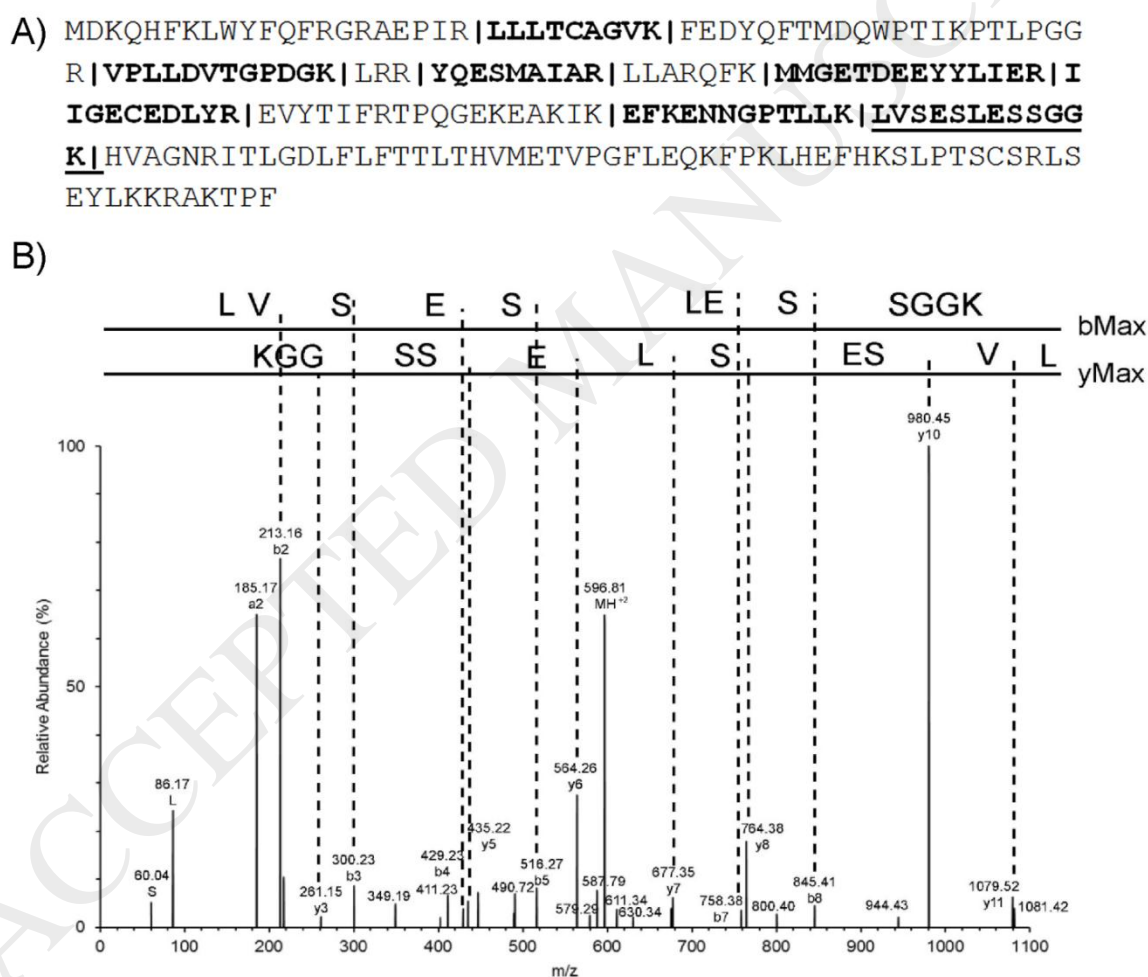 A) MDKQHFKLWYFQFRGRAEPIR|LLLTCAGVK|FEDYQFTMDQWPTIKPTLPGG
R|VPLLDVTGPDGK|LRR|YQESMAIAR|LLARQFK|MMGETDEEYYLIER|I
IGECEDLYR|EVYTIFRTPQGEKEAKIK|EFKENNGPTLLK|LVSESLESSGG
K|HVAGNRITLGDLFLFTTLTHVMETVPGFLEQKFPKLHEFHKSLPTSCSRLS
EYLKKRAKTPF
B)
L V S E S LE S SGGK bMax
KGG SS E L S ES V L yMax
980.45
y10
100
213.16
b2
185.17
a2
596.81
MH+2
50
Relative Abundance (%)
564.26
y6
86.17
L
435.22
y5
764.38
y8
300.23
b3
429.23
b4
516.27
b5
677.35
y7
60.04
S
261.15
y3
349.19
411.23
490.72
579.29
587.79
611.34
630.34
758.38
b7
800.40
845.41
b8
944.43
1079.52
y11
1081.42
0
0 100 200 300 400 500 600 700 800 900 1000 1100
m/z
ACCEPTED MANUSC